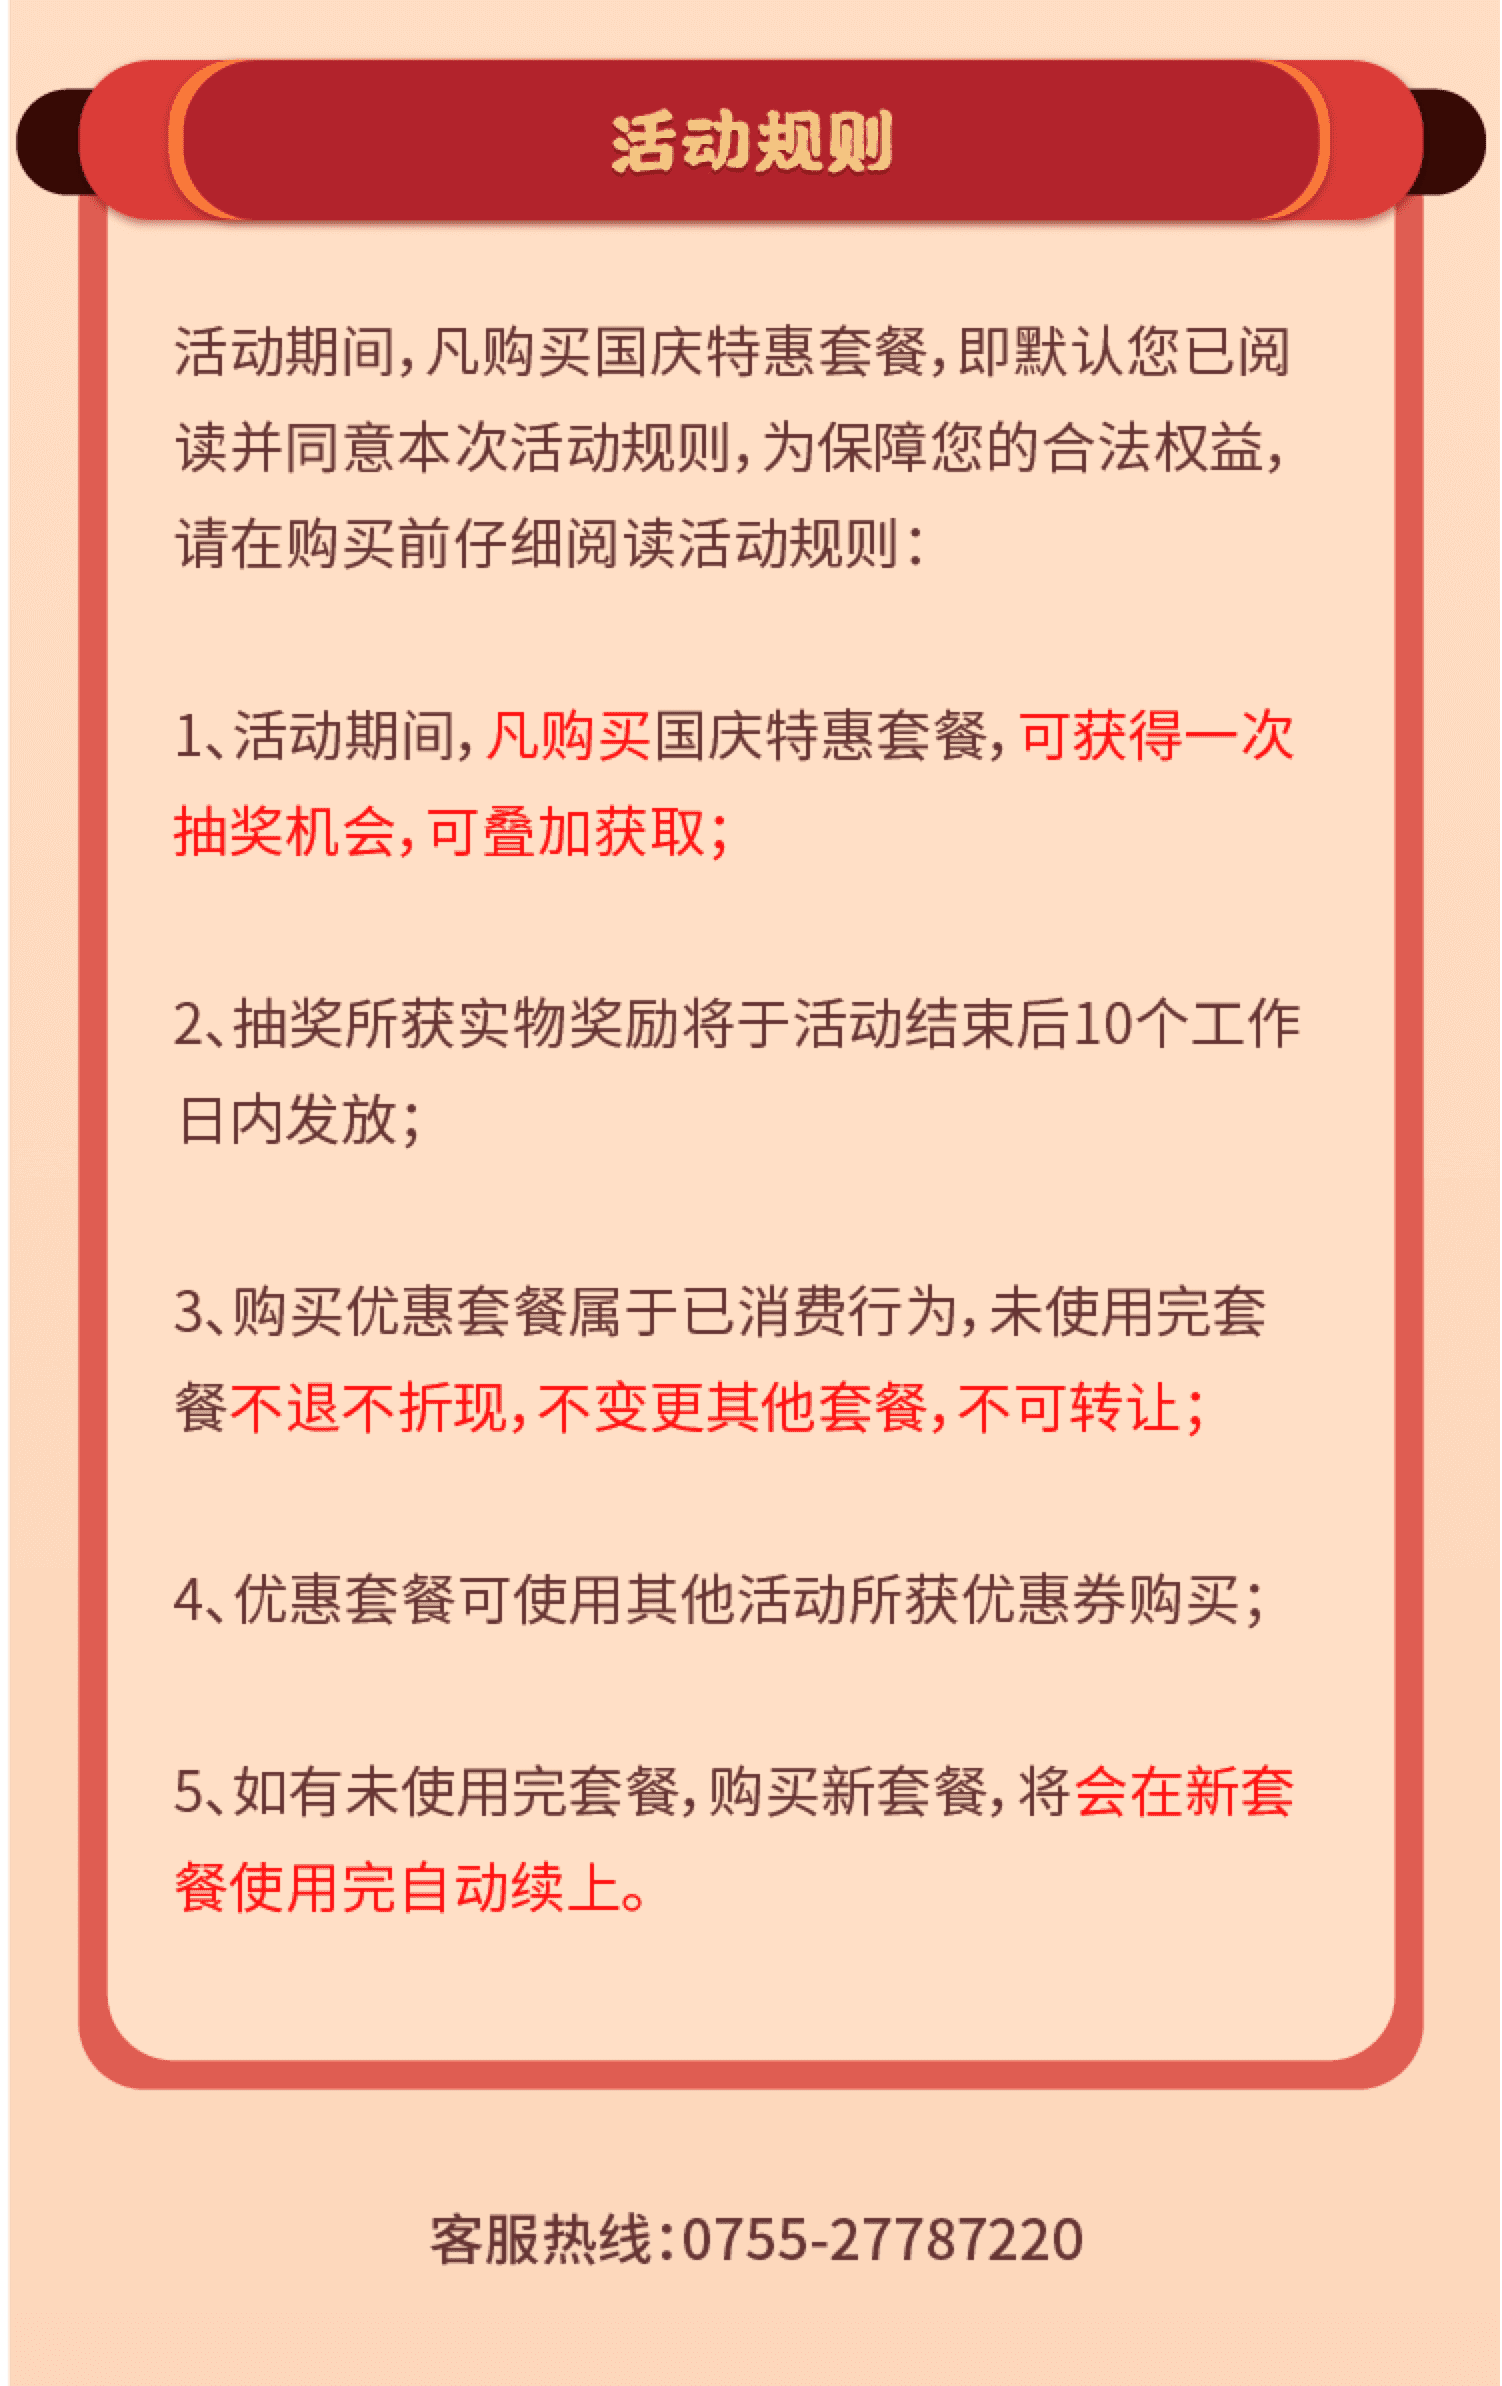 活动规则
活动期间，凡购买国庆特惠套餐，即默认您已阅
读并同意本次活动规则，为保障您的合法权益，
请在购买前仔细阅读活动规则：
1、活动期间，凡购买国庆特惠套餐，可获得一次
抽奖机会，可叠加获取；
2、抽奖所获实物奖励将于活动结束后10个工作
日内发放；
3、购买优惠套餐属于已消费行为，未使用完套
餐不退不折现，不变更其他套餐，不可转让；
4、优惠套餐可使用其他活动所获优惠券购买；
5、如有未使用完套餐，购买新套餐，将会在新套
餐使用完自动续上。
客服热线：0755-27787220